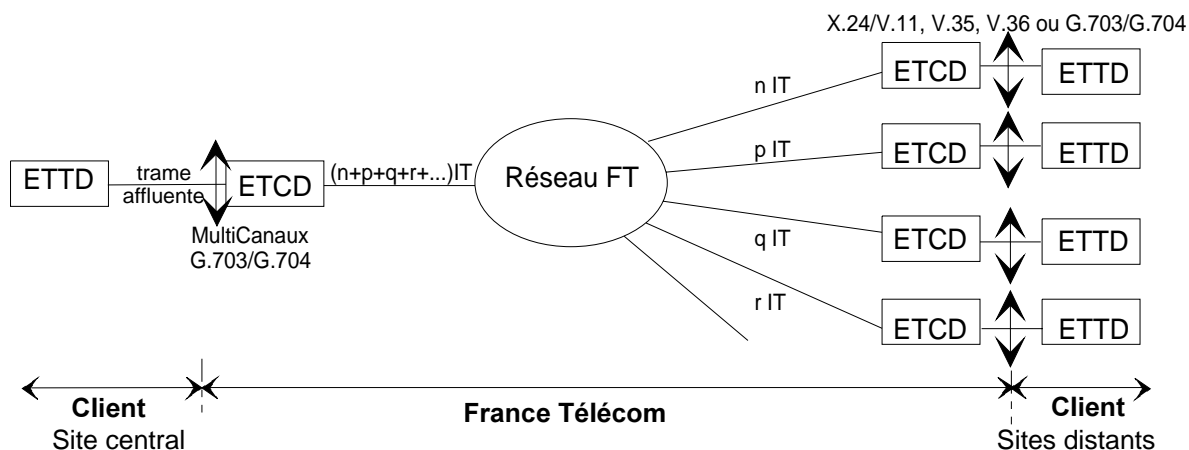 X.24/V.11, V.35, V.36 ou G.703/G.704
ETCD
ETTD
n IT
ETCD
ETTD
p IT
ETTD
trame
affluente
ETCD
(n+p+q+r+...)IT
Réseau FT
MultiCanaux
G.703/G.704
q IT
ETCD
ETTD
r IT
ETCD
ETTD
Client
Site central
France Télécom
Client
Sites distants